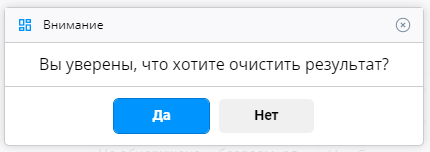 Внимание
Вы уверены, что хотите очистить результат?
Да
Нет